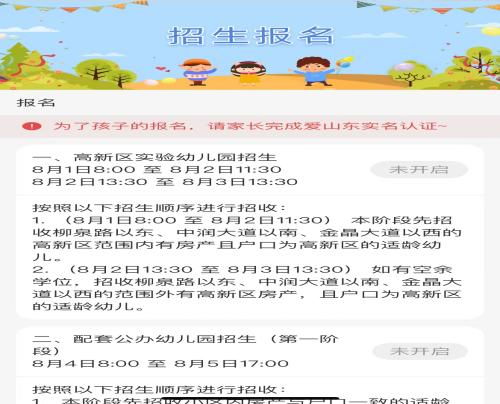 招生报名
报名
为了孩子的报名，请家长完成爱山东实名认证~
一、高新区实验幼儿园招生
8月1日8:00 至 8月2日11:30
8月2日13:30 至 8月3日13:30
未开启
按照以下招生顺序进行招收：
1. （8月1日8:00 至 8月2日11:30） 本阶段先招
收柳泉路以东、中润大道以南、金晶大道以西的
高新区范围内有房产且户口为高新区的适龄幼
儿。
2. （8月2日13:30 至 8月3日13:30） 如有空余
学位，招收柳泉路以东、中润大道以南、金晶大
道以西的范围外有高新区房产，且户口为高新区
的适龄幼儿。
二、配套公办幼儿园招生（第一阶
段）
8月4日8:00 至 8月5日17:00
未开启
按照以下招生顺序进行招收：
1. 本阶段先招收小区内房产与户口一致的适龄